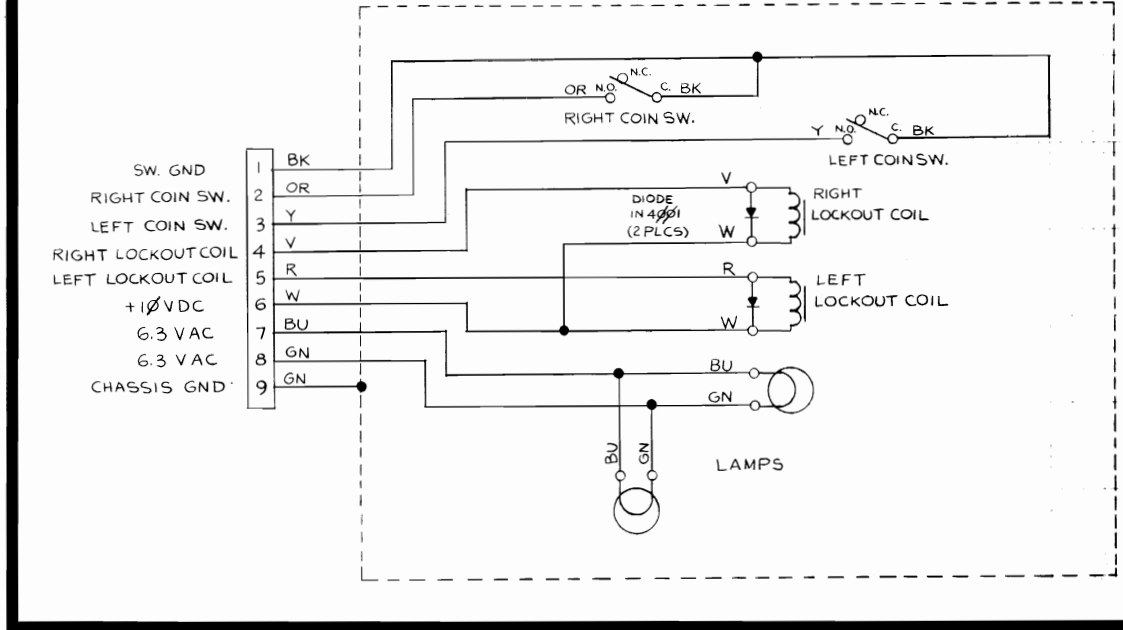 N.C.
OR N.O. C. BK
RIGHT COIN SW.
N.C.
Y N.O. C. BK
LEFT COIN SW.
SW. GND 1 BK
RIGHT COIN SW. 2 OR
LEFT COIN SW. 3 Y
RIGHT LOCKOUT COIL 4 V
LEFT LOCKOUT COIL 5 R
+1Ø VDC 6 W
6.3 VAC 7 BU
6.3 VAC 8 GN
CHASSIS GND 9 GN
DIODE
IN 4ØØ1
(2 PLCS)
V
W
RIGHT
LOCKOUT COIL
R
W
LEFT
LOCKOUT COIL
BU
GN
BU
GN
LAMPS